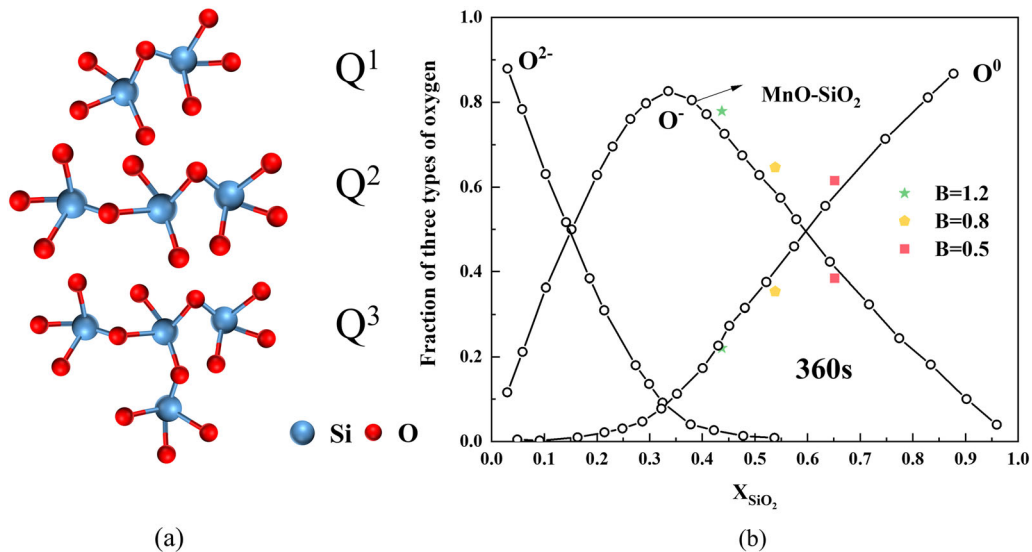 (a)
Q¹
Q²
Q³
Si
O
(b)
Fraction of three types of oxygen
1.0
0.8
0.6
0.4
0.2
0.0
O²⁻
O⁻
MnO-SiO₂
O⁰
B=1.2
B=0.8
B=0.5
360s
0.0 0.1 0.2 0.3 0.4 0.5 0.6 0.7 0.8 0.9 1.0
X_SiO₂
(a)
(b)